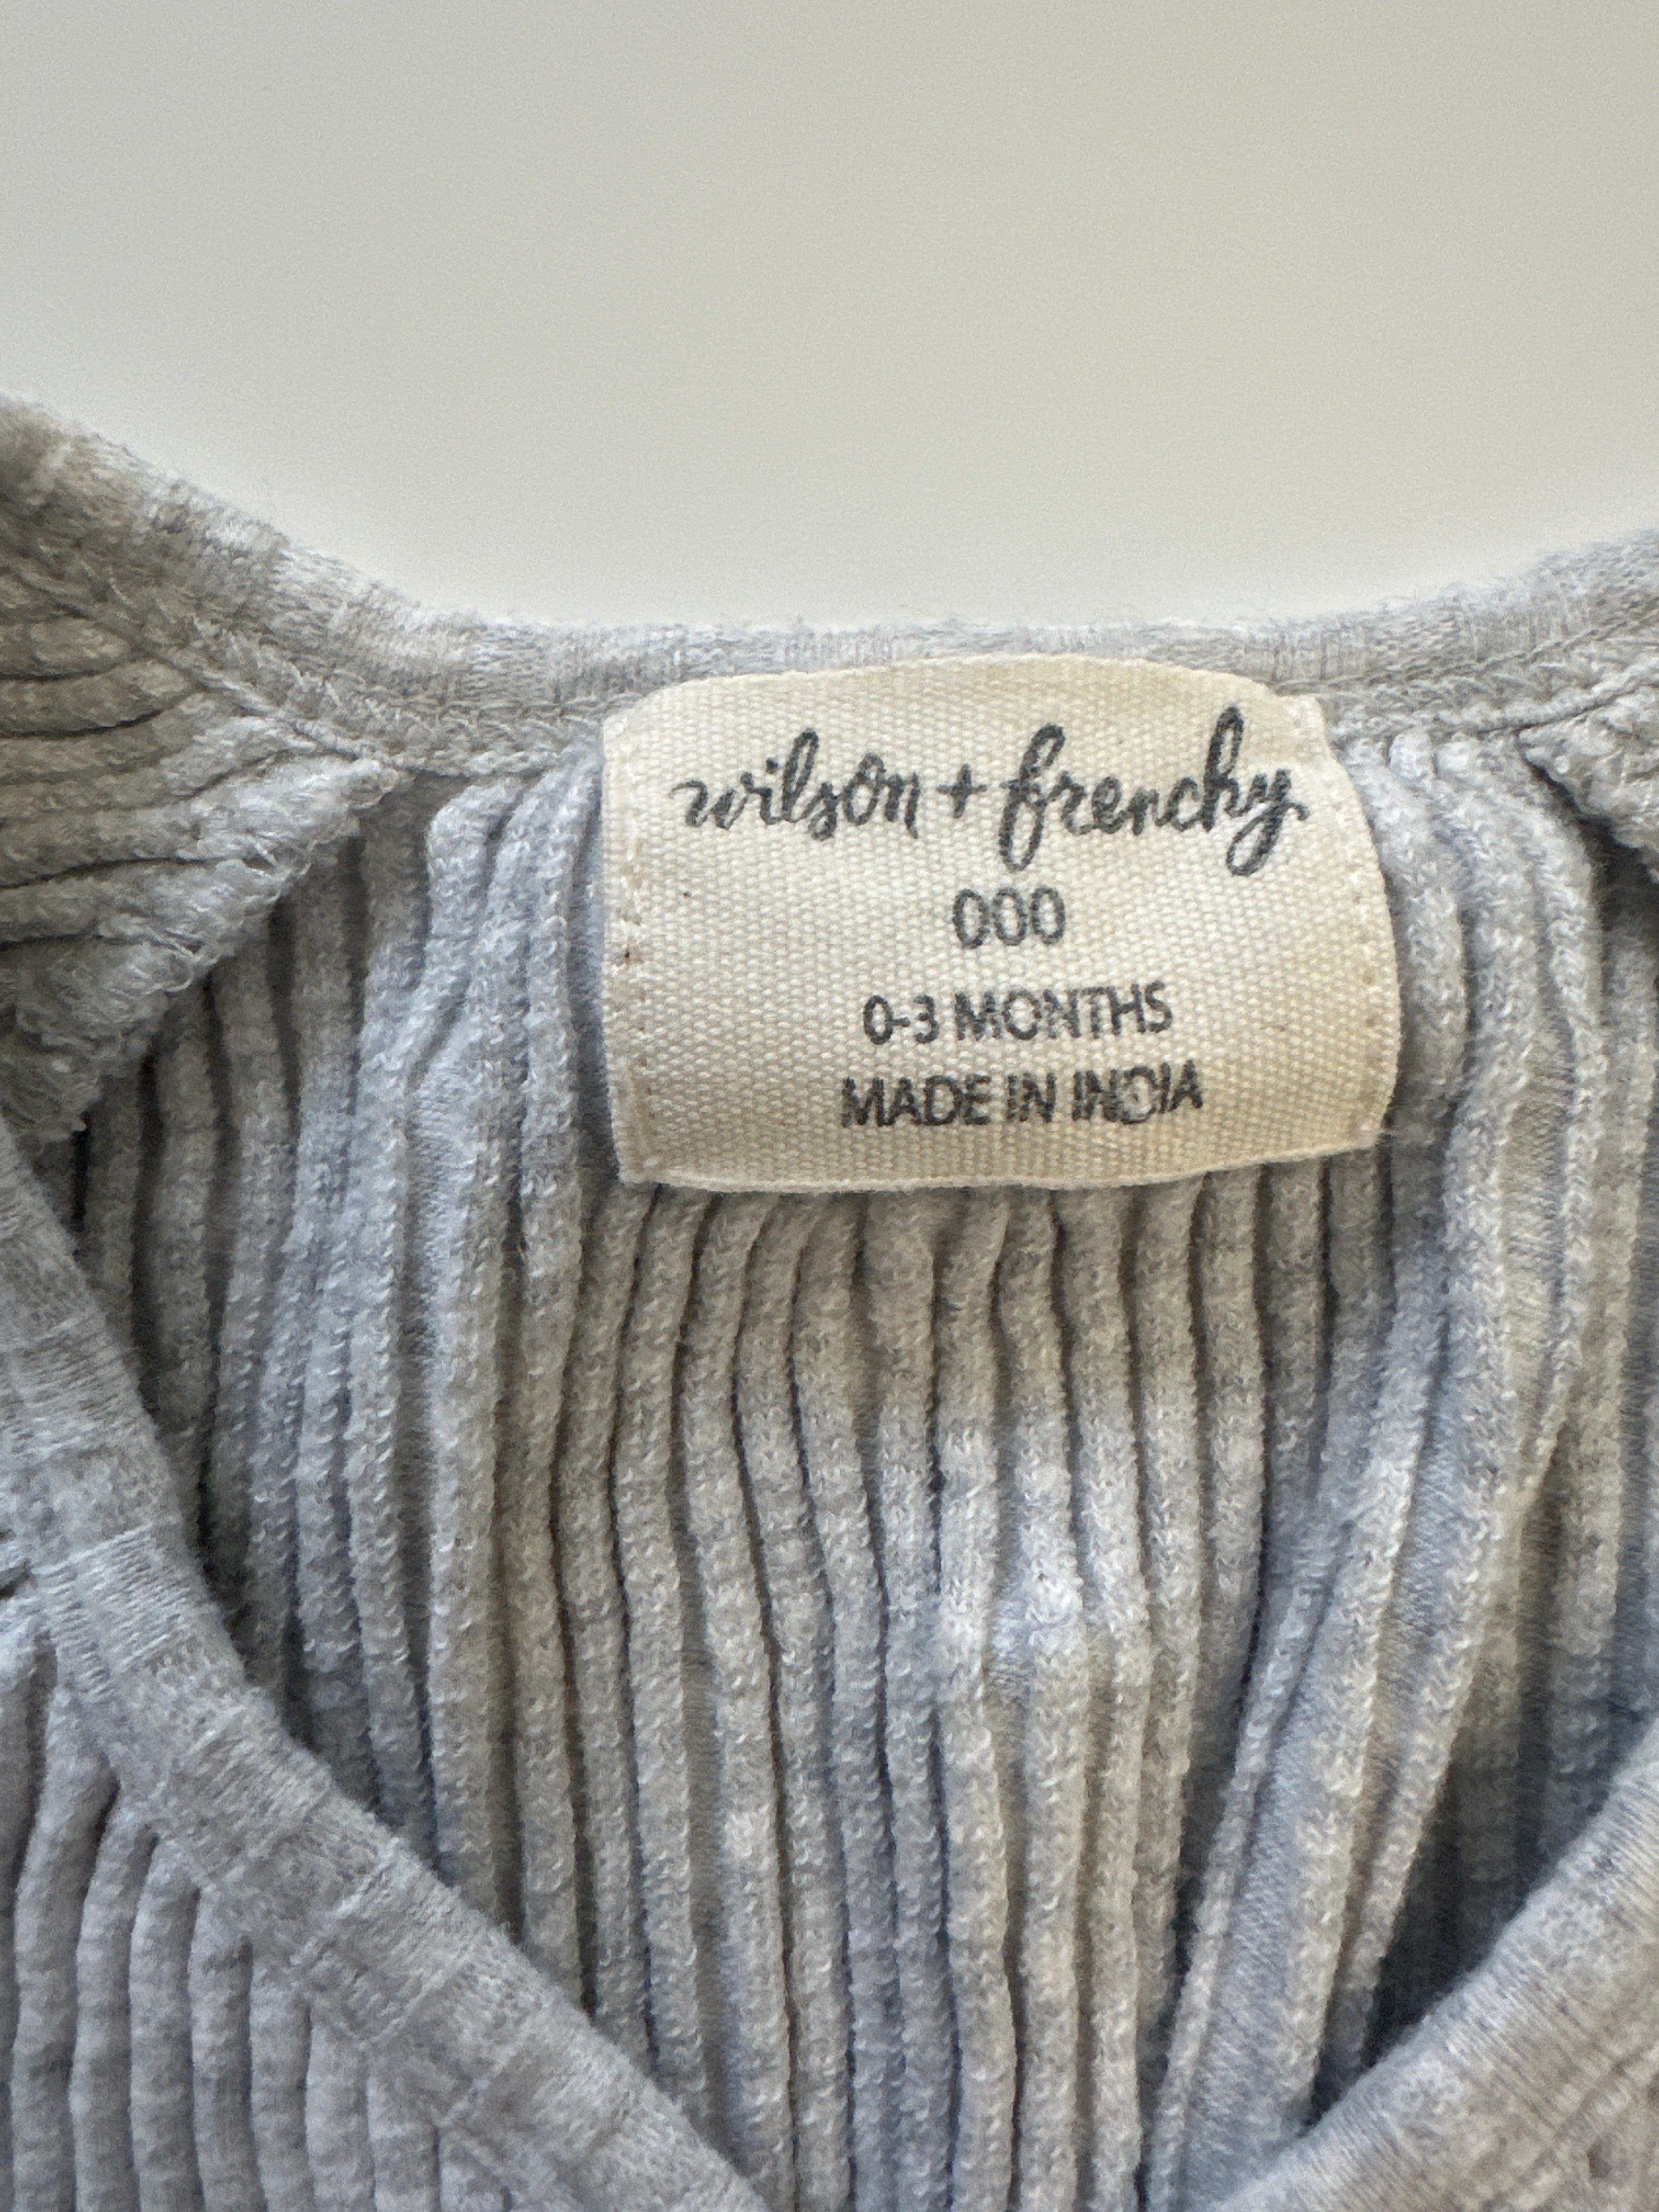 wilson + frenchy
000
0-3 MONTHS
MADE IN INDIA